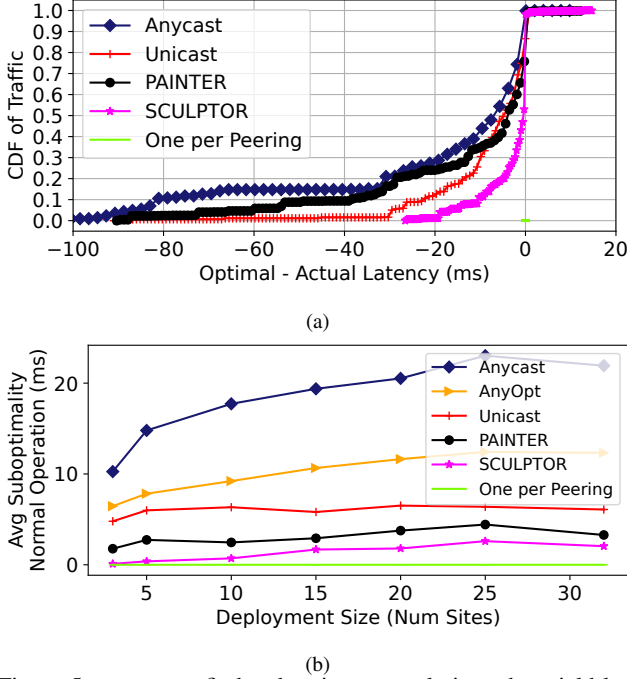 CDF of Traffic
1.0
0.9
0.8
0.7
0.6
0.5
0.4
0.3
0.2
0.1
0.0
Anycast
Unicast
PAINTER
SCULPTOR
One per Peering
−100 −80 −60 −40 −20 0 20
Optimal - Actual Latency (ms)
(a)
Avg Suboptimality
Normal Operation (ms)
20
10
0
Anycast
AnyOpt
Unicast
PAINTER
SCULPTOR
One per Peering
5 10 15 20 25 30
Deployment Size (Num Sites)
(b)